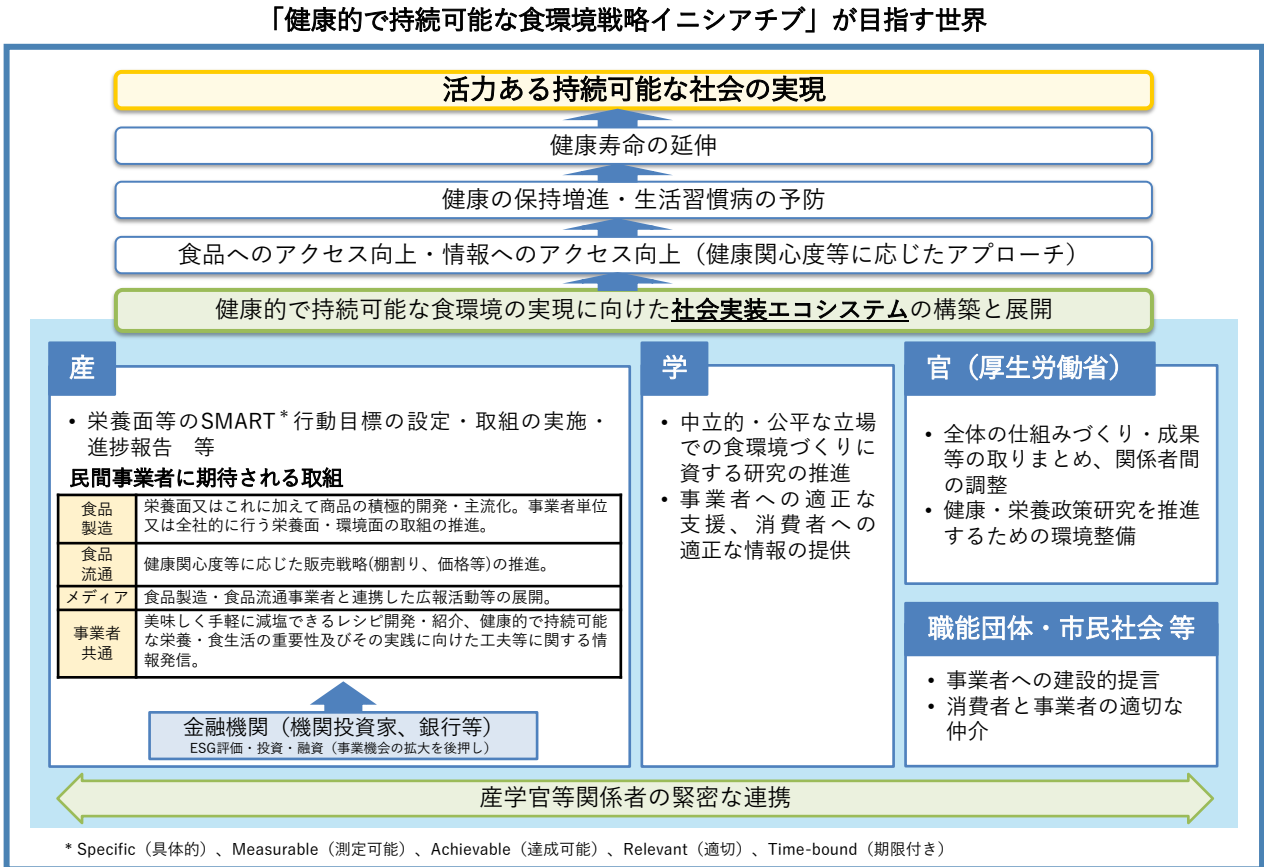 「健康的で持続可能な食環境戦略イニシアチブ」が目指す世界
活力ある持続可能な社会の実現
健康寿命の延伸
健康の保持増進・生活習慣病の予防
食品へのアクセス向上・情報へのアクセス向上（健康関心度等に応じたアプローチ）
健康的で持続可能な食環境の実現に向けた社会実装エコシステムの構築と展開
産
• 栄養面等のSMART＊行動目標の設定・取組の実施・
進捗報告　等
民間事業者に期待される取組
食品
製造
栄養面又はこれに加えて商品の積極的開発・主流化。事業者単位
又は全社的に行う栄養面・環境面の取組の推進。
食品
流通
健康関心度等に応じた販売戦略(棚割り、価格等)の推進。
メディア
食品製造・食品流通事業者と連携した広報活動等の展開。
事業者
共通
美味しく手軽に減塩できるレシピ開発・紹介、健康的で持続可能
な栄養・食生活の重要性及びその実践に向けた工夫等に関する情
報発信。
金融機関（機関投資家、銀行等）
ESG評価・投資・融資（事業機会の拡大を後押し）
学
• 中立的・公平な立場
での食環境づくりに
資する研究の推進
• 事業者への適正な
支援、消費者への
適正な情報の提供
官（厚生労働省）
• 全体の仕組みづくり・成果
等の取りまとめ、関係者間
の調整
• 健康・栄養政策研究を推進
するための環境整備
職能団体・市民社会 等
• 事業者への建設的提言
• 消費者と事業者の適切な
仲介
産学官等関係者の緊密な連携
* Specific（具体的）、Measurable（測定可能）、Achievable（達成可能）、Relevant（適切）、Time-bound（期限付き）